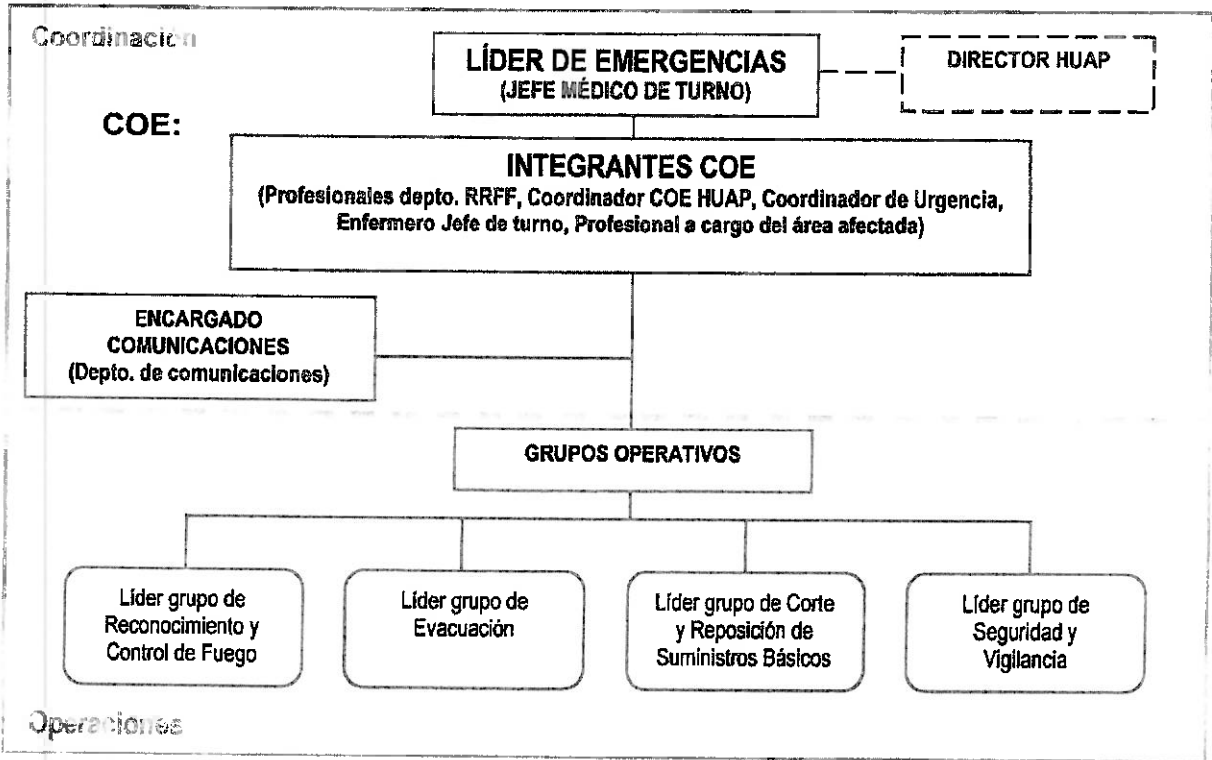 Coordinación
LÍDER DE EMERGENCIAS
(JEFE MÉDICO DE TURNO)
DIRECTOR HUAP
COE:
INTEGRANTES COE
(Profesionales depto. RRFF, Coordinador COE HUAP, Coordinador de Urgencia,
Enfermero Jefe de turno, Profesional a cargo del área afectada)
ENCARGADO
COMUNICACIONES
(Depto. de comunicaciones)
GRUPOS OPERATIVOS
Líder grupo de
Reconocimiento y
Control de Fuego
Líder grupo de
Evacuación
Líder grupo de Corte
y Reposición de
Suministros Básicos
Líder grupo de
Seguridad y
Vigilancia
Operaciones